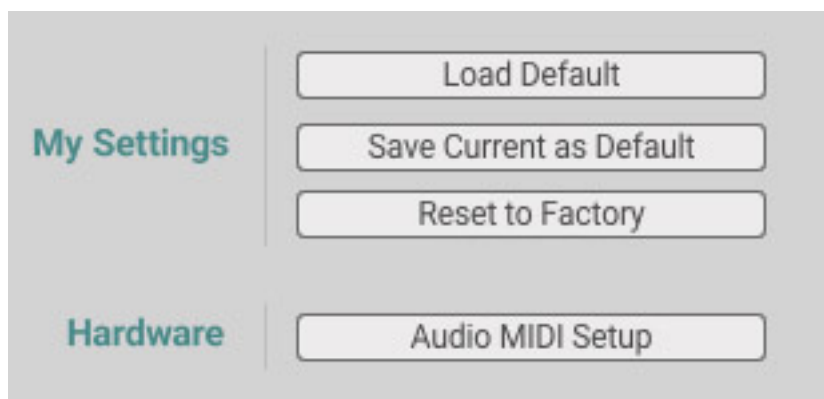 Load Default
My Settings
Save Current as Default
Reset to Factory
Hardware
Audio MIDI Setup